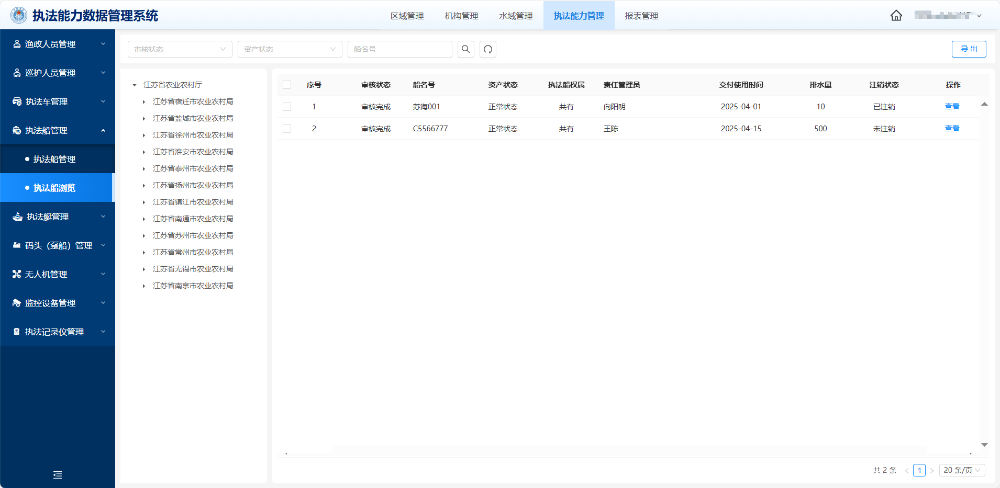 执法能力数据管理系统
区域管理 机构管理 水域管理 执法能力管理 报表管理
渔政人员管理
巡护人员管理
执法车管理
执法船管理
执法船管理
执法船浏览
执法艇管理
码头（趸船）管理
无人机管理
监控设备管理
执法记录仪管理
审核状态 资产状态 船名号 导 出
江苏省农业农村厅
江苏省宿迁市农业农村局
江苏省盐城市农业农村局
江苏省徐州市农业农村局
江苏省淮安市农业农村局
江苏省泰州市农业农村局
江苏省扬州市农业农村局
江苏省镇江市农业农村局
江苏省南通市农业农村局
江苏省苏州市农业农村局
江苏省常州市农业农村局
江苏省无锡市农业农村局
江苏省南京市农业农村局
序号 审核状态 船名号 资产状态 执法船权属 责任管理员 交付使用时间 排水量 注销状态 操作
1 审核完成 苏海001 正常状态 共有 向阳明 2025-04-01 10 已注销 查看
2 审核完成 C5566777 正常状态 共有 王陈 2025-04-15 500 未注销 查看
共 2 条 < 1 > 20 条/页